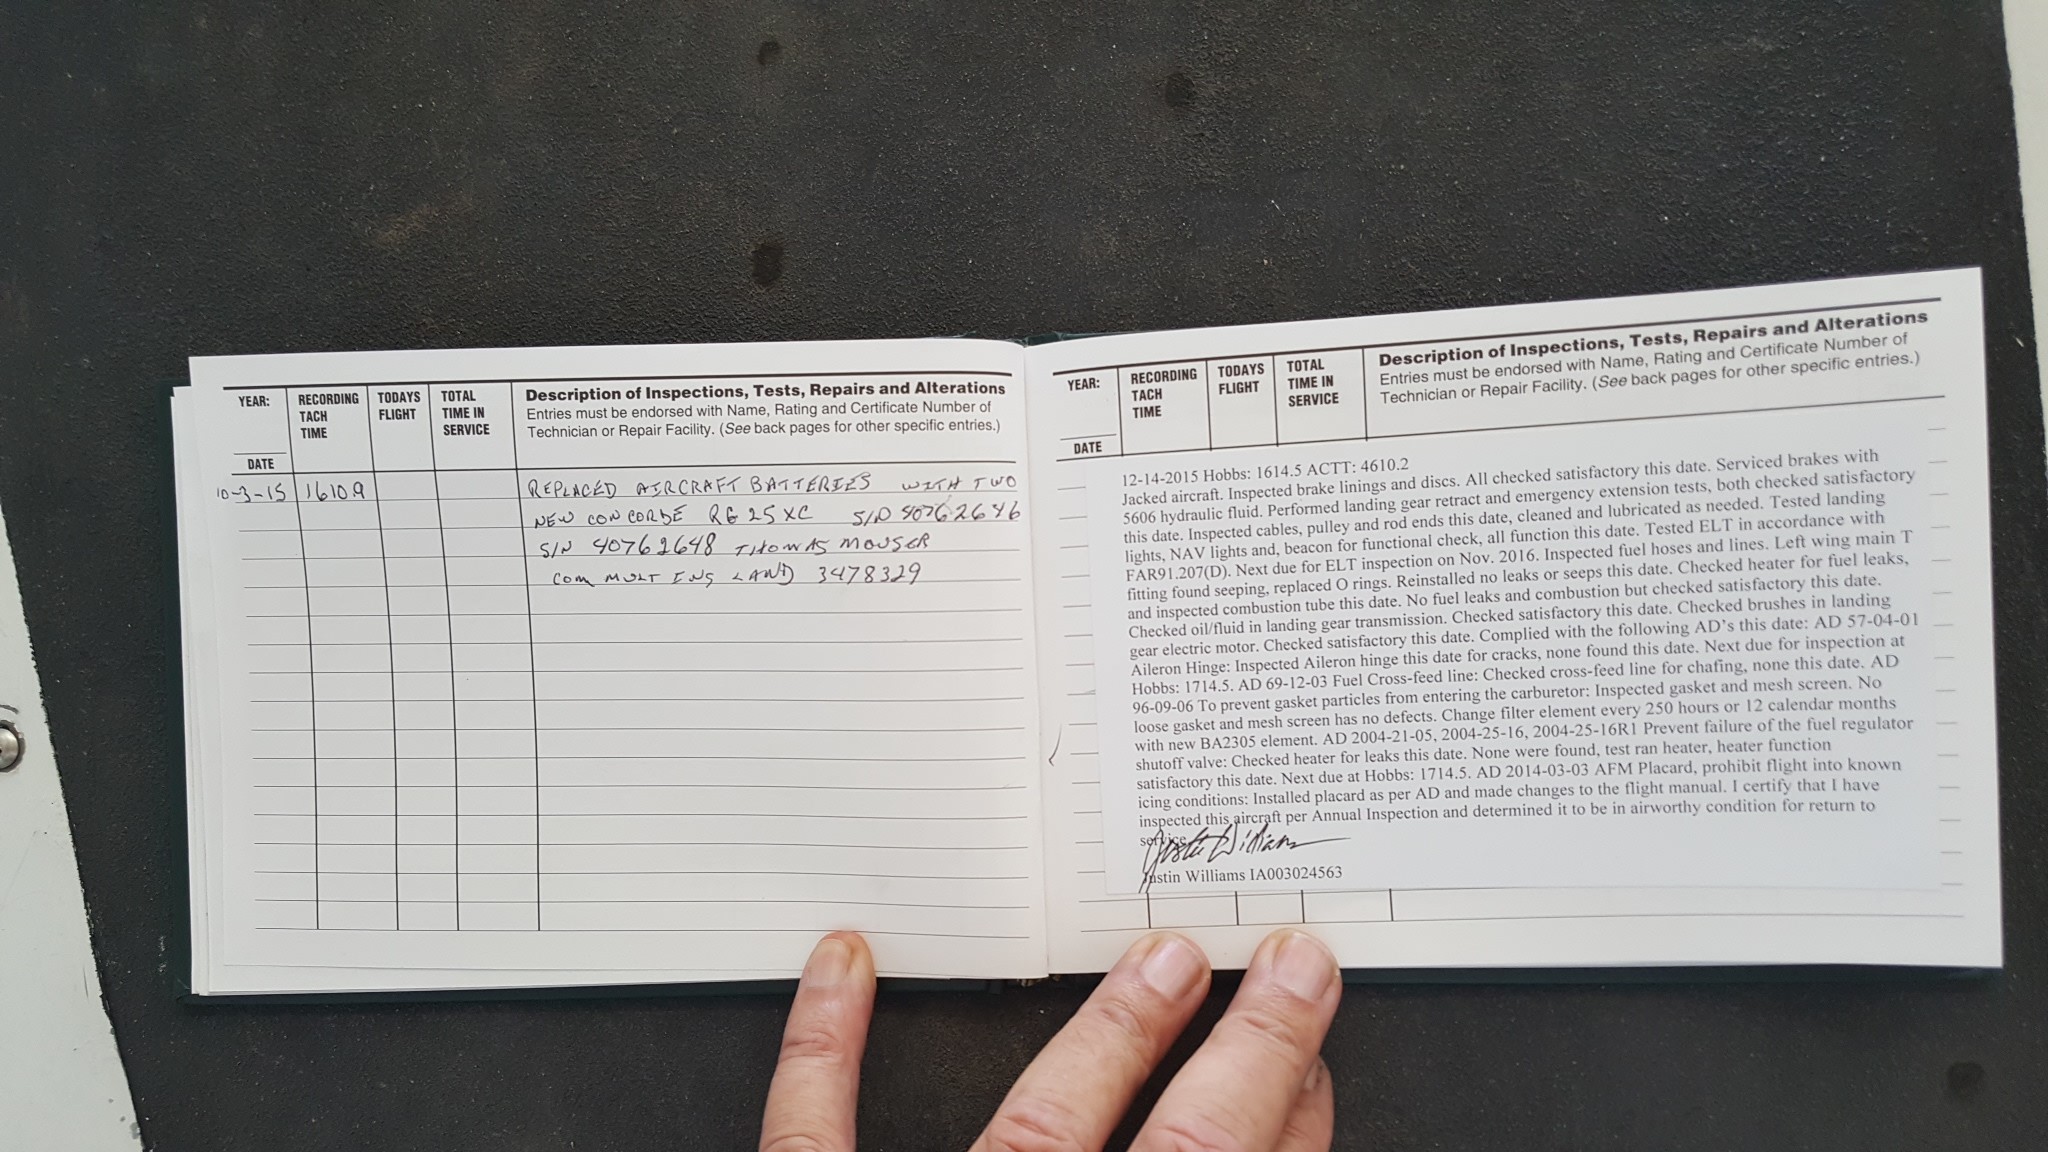 YEAR:
DATE
RECORDING
TACH
TIME
TODAYS
FLIGHT
TOTAL
TIME IN
SERVICE
Description of Inspections, Tests, Repairs and Alterations
Entries must be endorsed with Name, Rating and Certificate Number of
Technician or Repair Facility. (See back pages for other specific entries.)
10-3-15 1610.9 REPLACED AIRCRAFT BATTERIES WITH TWO
NEW CONCORDE RG25XC S/N 40762646
S/N 40762648 THOMAS MOUSER
COM MULT ENG LAND 3478329
YEAR:
DATE
RECORDING
TACH
TIME
TODAYS
FLIGHT
TOTAL
TIME IN
SERVICE
Description of Inspections, Tests, Repairs and Alterations
Entries must be endorsed with Name, Rating and Certificate Number of
Technician or Repair Facility. (See back pages for other specific entries.)
12-14-2015 Hobbs: 1614.5 ACTT: 4610.2
Jacked aircraft. Inspected brake linings and discs. All checked satisfactory this date. Serviced brakes with
5606 hydraulic fluid. Performed landing gear retract and emergency extension tests, both checked satisfactory
this date. Inspected cables, pulley and rod ends this date, cleaned and lubricated as needed. Tested landing
lights, NAV lights and, beacon for functional check, all function this date. Tested ELT in accordance with
FAR91.207(D). Next due for ELT inspection on Nov. 2016. Inspected fuel hoses and lines. Left wing main T
fitting found seeping, replaced O rings. Reinstalled no leaks or seeps this date. Checked heater for fuel leaks,
and inspected combustion tube this date. No fuel leaks and combustion but checked satisfactory this date.
Checked oil/fluid in landing gear transmission. Checked satisfactory this date. Checked brushes in landing
gear electric motor. Checked satisfactory this date. Complied with the following AD's this date: AD 57-04-01
Aileron Hinge: Inspected Aileron hinge this date for cracks, none found this date. Next due for inspection at
Hobbs: 1714.5. AD 69-12-03 Fuel Cross-feed line: Checked cross-feed line for chafing, none this date. AD
96-09-06 To prevent gasket particles from entering the carburetor: Inspected gasket and mesh screen. No
loose gasket and mesh screen has no defects. Change filter element every 250 hours or 12 calendar months
with new BA2305 element. AD 2004-21-05, 2004-25-16, 2004-25-16R1 Prevent failure of the fuel regulator
shutoff valve: Checked heater for leaks this date. None were found, test ran heater, heater function
satisfactory this date. Next due at Hobbs: 1714.5. AD 2014-03-03 AFM Placard, prohibit flight into known
icing conditions: Installed placard as per AD and made changes to the flight manual. I certify that I have
inspected this aircraft per Annual Inspection and determined it to be in airworthy condition for return to
service
Justin Williams
Justin Williams IA003024563